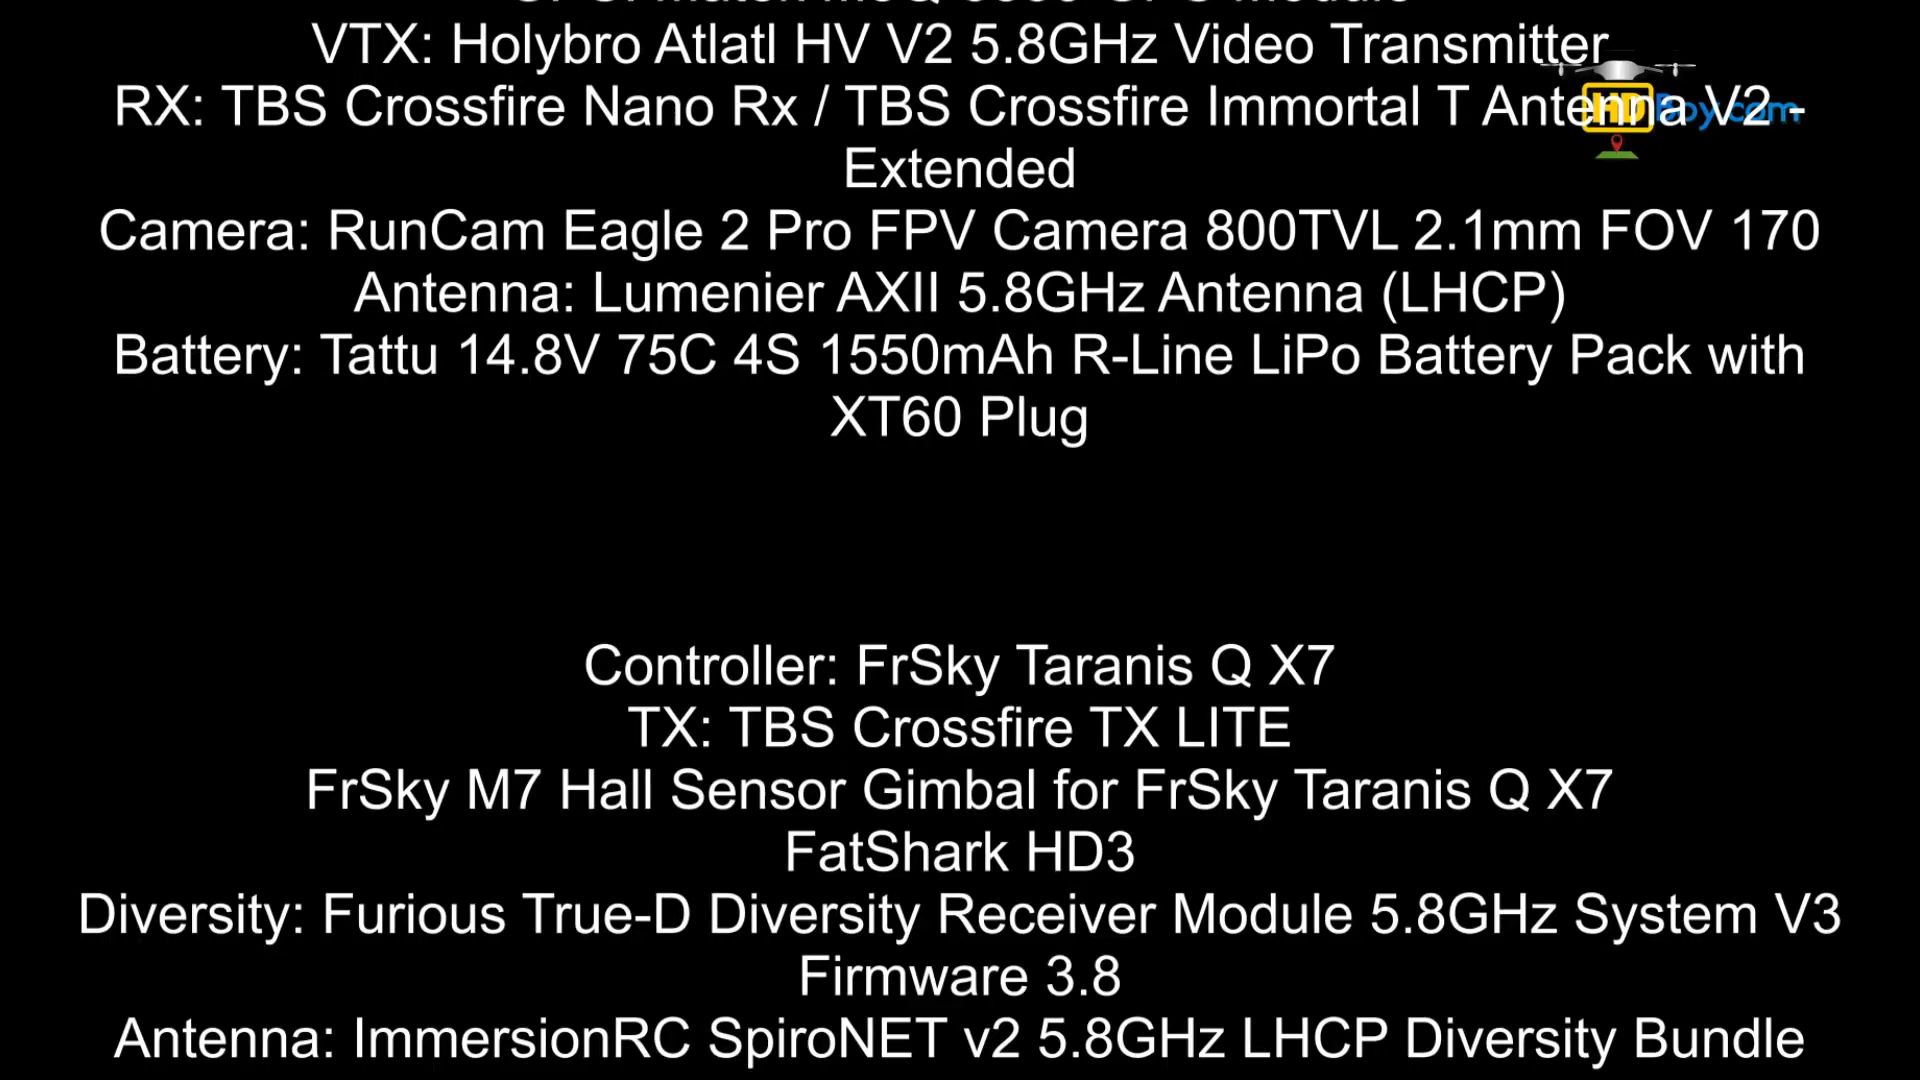 VTX: Holybro Atlatl HV V2 5.8GHz Video Transmitter
RX: TBS Crossfire Nano Rx / TBS Crossfire Immortal T Antenna V2 -
Extended
Camera: RunCam Eagle 2 Pro FPV Camera 800TVL 2.1mm FOV 170
Antenna: Lumenier AXII 5.8GHz Antenna (LHCP)
Battery: Tattu 14.8V 75C 4S 1550mAh R-Line LiPo Battery Pack with
XT60 Plug
Controller: FrSky Taranis Q X7
TX: TBS Crossfire TX LITE
FrSky M7 Hall Sensor Gimbal for FrSky Taranis Q X7
FatShark HD3
Diversity: Furious True-D Diversity Receiver Module 5.8GHz System V3
Firmware 3.8
Antenna: ImmersionRC SpiroNET v2 5.8GHz LHCP Diversity Bundle